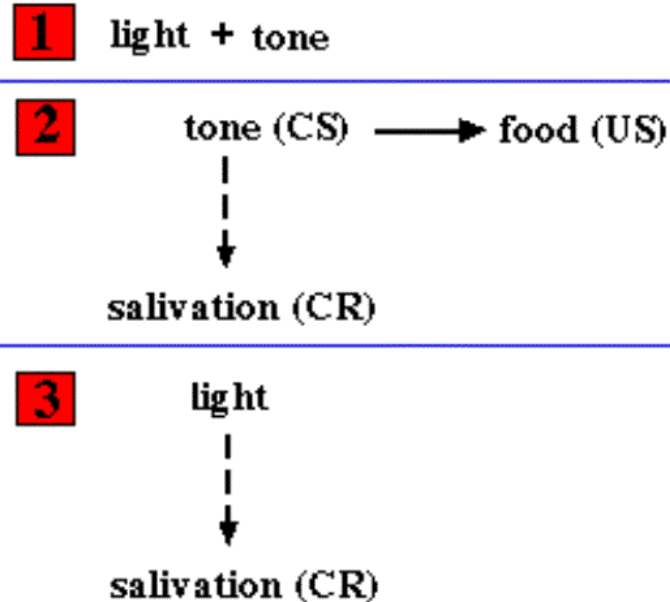 1 light + tone
2 tone (CS) food (US)
salivation (CR)
3 light
salivation (CR)